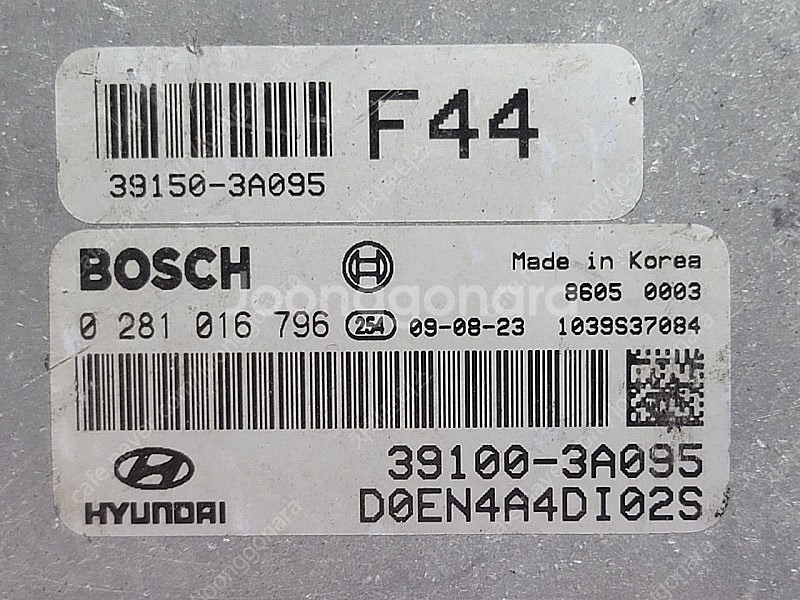 F44
39150-3A095
BOSCH
Made in Korea
8605 0003
0 281 016 796 254 09-08-23 1039S37084
39100-3A095
HYUNDAI
D0EN4A4DI02S
Joonggonara